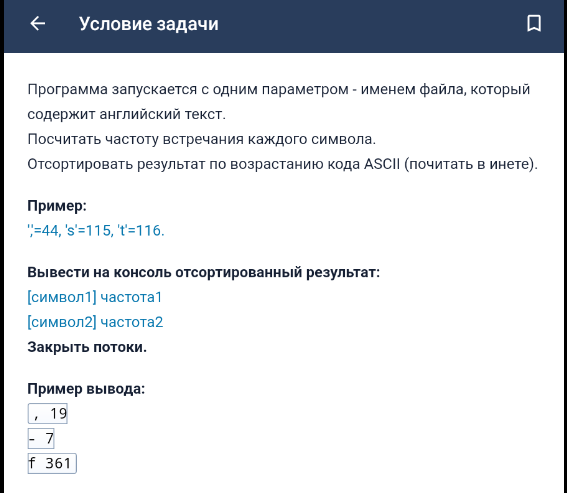 Условие задачи
Программа запускается с одним параметром - именем файла, который
содержит английский текст.
Посчитать частоту встречания каждого символа.
Отсортировать результат по возрастанию кода ASCII (почитать в инете).
Пример:
','=44, 's'=115, 't'=116.
Вывести на консоль отсортированный результат:
[символ1] частота1
[символ2] частота2
Закрыть потоки.
Пример вывода:
, 19
- 7
f 361